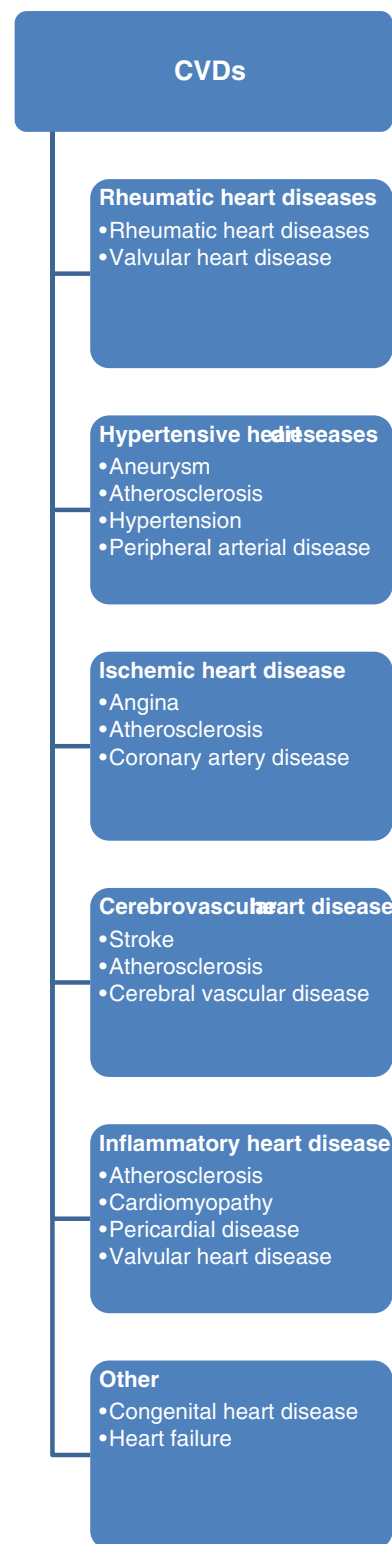 CVDs
Rheumatic heart diseases
•Rheumatic heart diseases
•Valvular heart disease
Hypertensive heart diseases
•Aneurysm
•Atherosclerosis
•Hypertension
•Peripheral arterial disease
Ischemic heart disease
•Angina
•Atherosclerosis
•Coronary artery disease
Cerebrovascular heart disease
•Stroke
•Atherosclerosis
•Cerebral vascular disease
Inflammatory heart disease
•Atherosclerosis
•Cardiomyopathy
•Pericardial disease
•Valvular heart disease
Other
•Congenital heart disease
•Heart failure